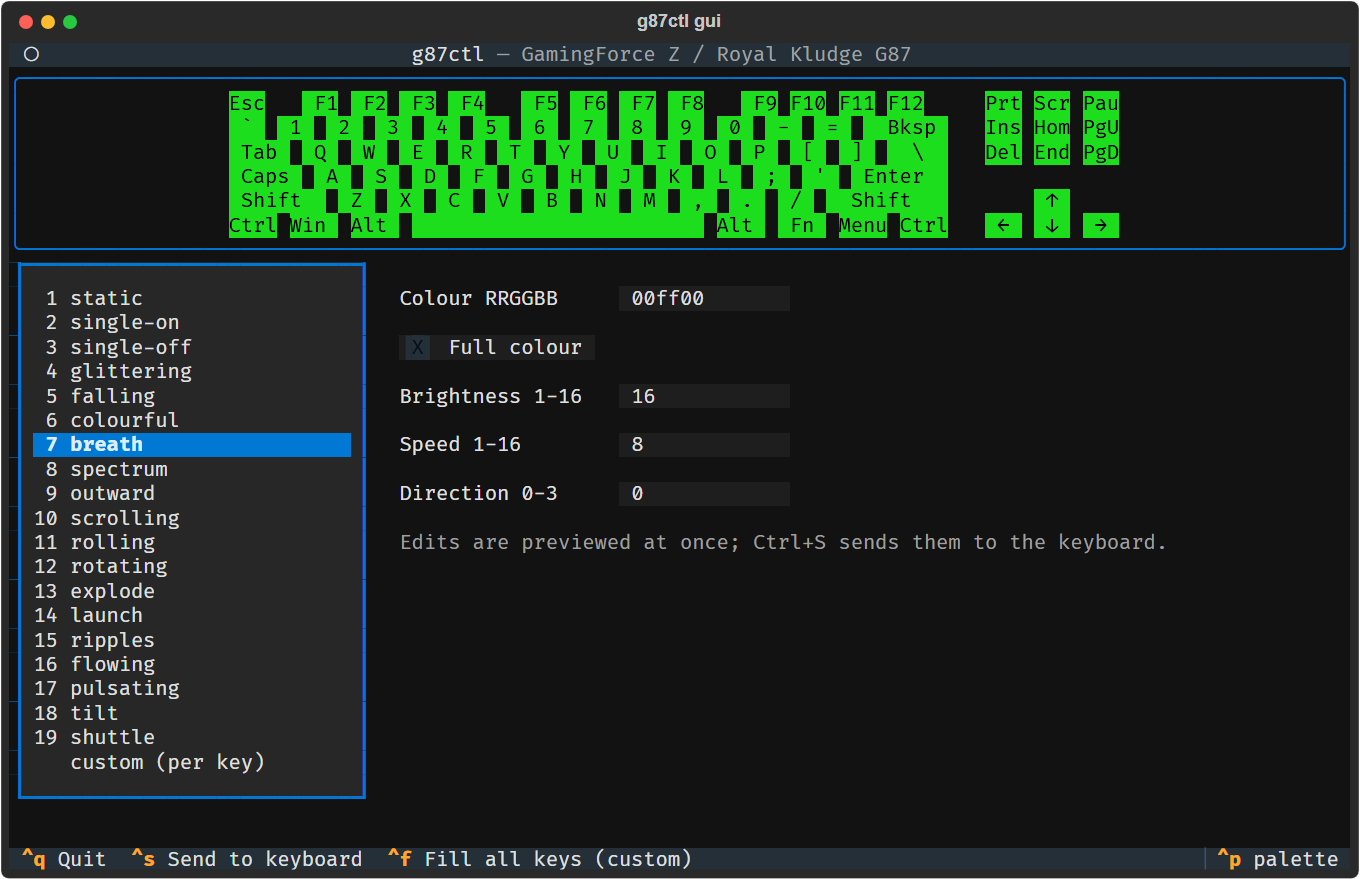 g87ctl gui
g87ctl — GamingForce Z / Royal Kludge G87
Esc F1 F2 F3 F4 F5 F6 F7 F8 F9 F10 F11 F12 Prt Scr Pau
` 1 2 3 4 5 6 7 8 9 0 - = Bksp Ins Hom PgU
Tab Q W E R T Y U I O P [ ] \ Del End PgD
Caps A S D F G H J K L ; ' Enter
Shift Z X C V B N M , . / Shift ↑
Ctrl Win Alt Alt Fn Menu Ctrl ← ↓ →
1 static
2 single-on
3 single-off
4 glittering
5 falling
6 colourful
7 breath
8 spectrum
9 outward
10 scrolling
11 rolling
12 rotating
13 explode
14 launch
15 ripples
16 flowing
17 pulsating
18 tilt
19 shuttle
custom (per key)
Colour RRGGBB 00ff00
X Full colour
Brightness 1-16 16
Speed 1-16 8
Direction 0-3 0
Edits are previewed at once; Ctrl+S sends them to the keyboard.
^q Quit ^s Send to keyboard ^f Fill all keys (custom) ^p palette